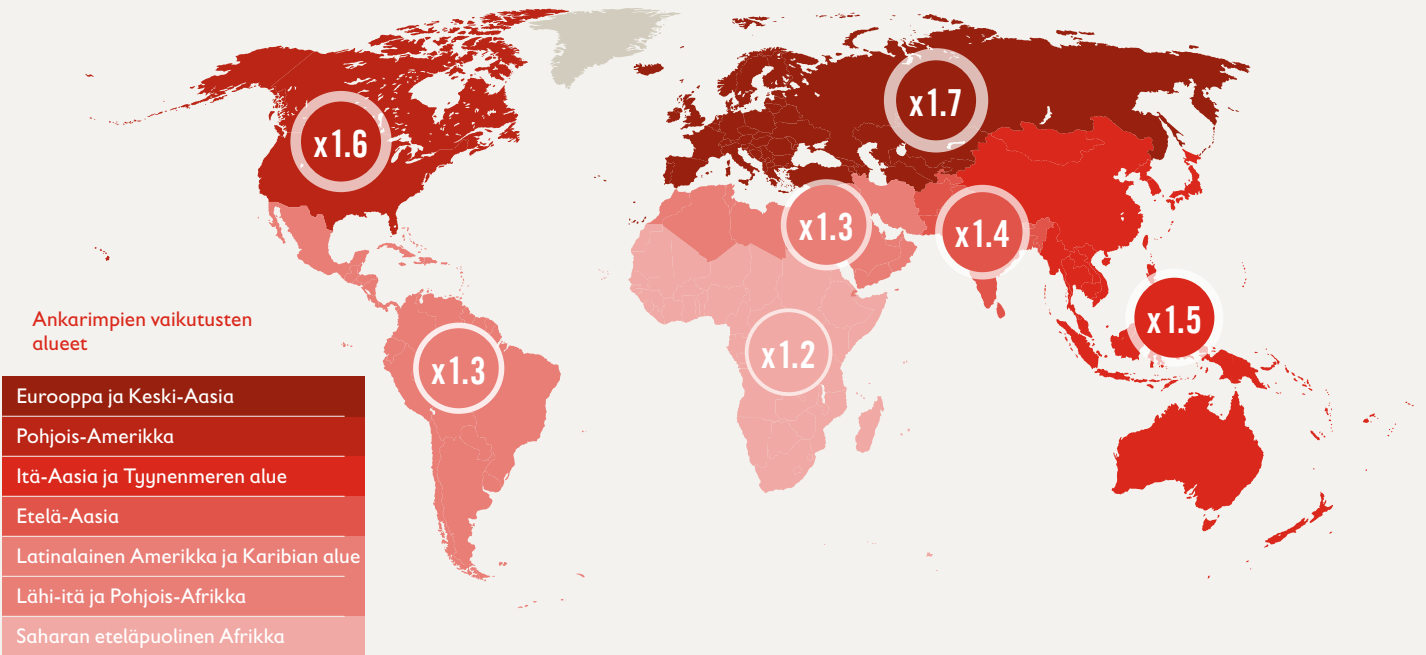 x1.7
x1.6
x1.3
x1.4
x1.5
x1.2
x1.3
Ankarimpien vaikutusten
alueet
Eurooppa ja Keski-Aasia
Pohjois-Amerikka
Itä-Aasia ja Tyynenmeren alue
Etelä-Aasia
Latinalainen Amerikka ja Karibian alue
Lähi-itä ja Pohjois-Afrikka
Saharan eteläpuolinen Afrikka